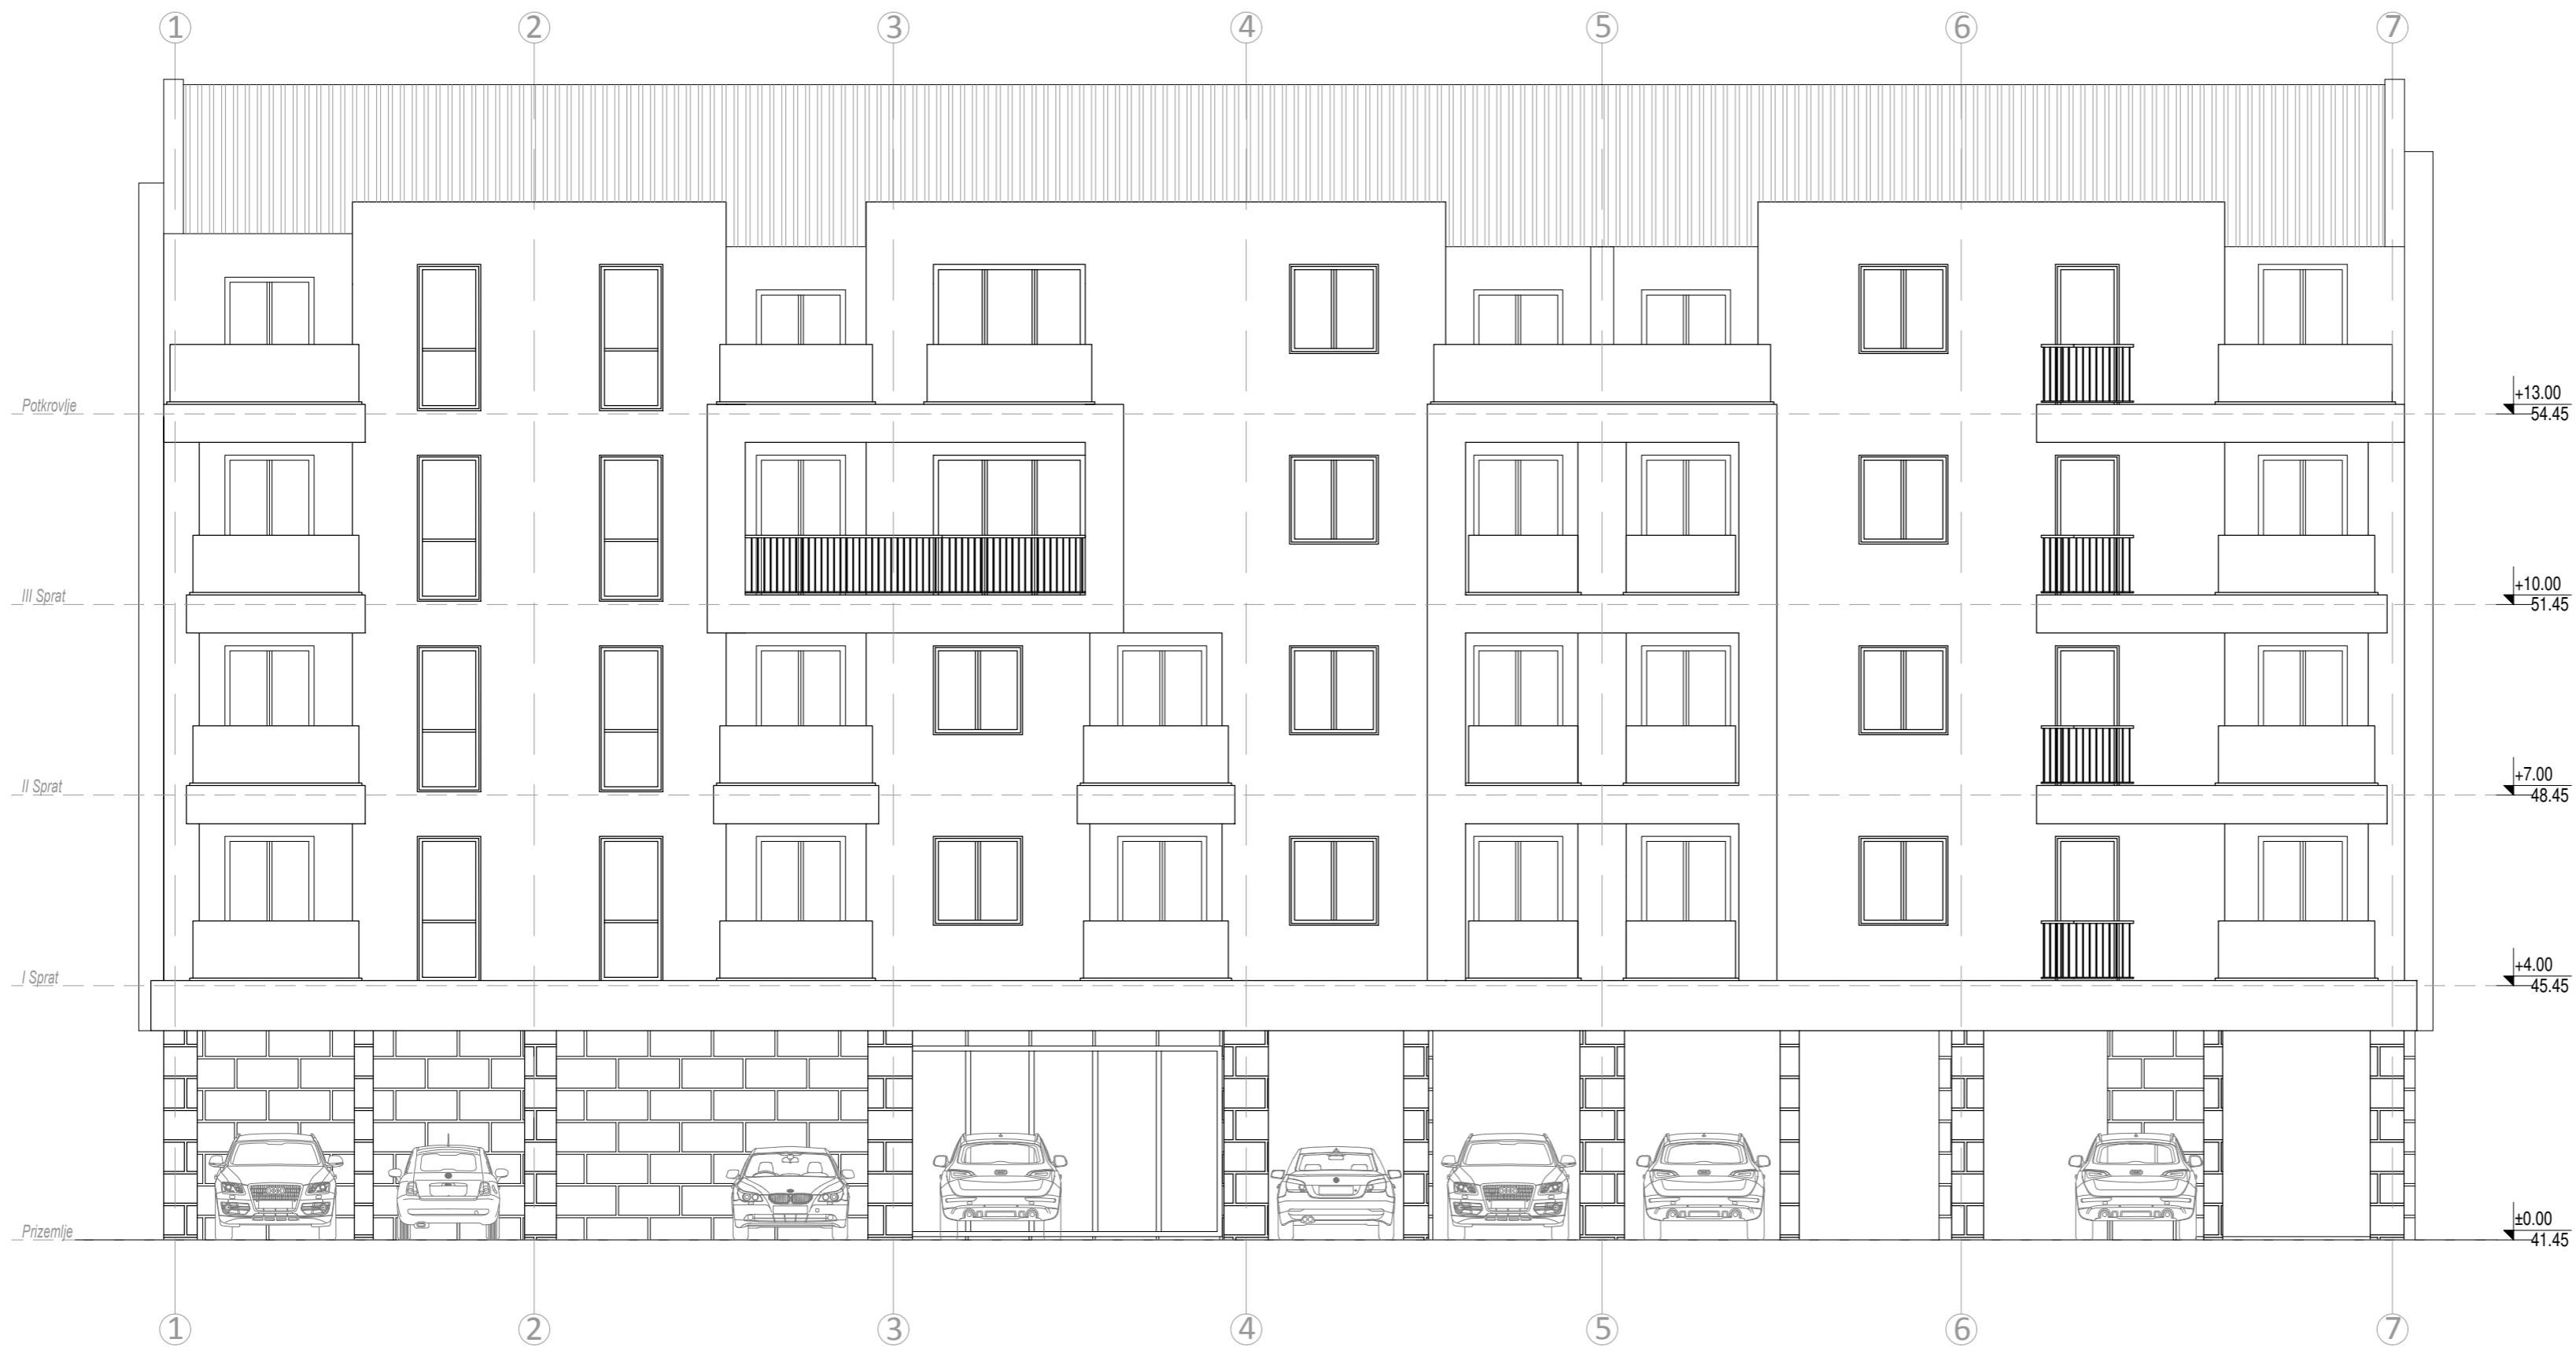 1 2 3 4 5 6 7
Potkrovlje
+13.00
54.45
III Sprat
+10.00
51.45
II Sprat
+7.00
48.45
I Sprat
+4.00
45.45
Prizemlje
±0.00
41.45
1 2 3 4 5 6 7